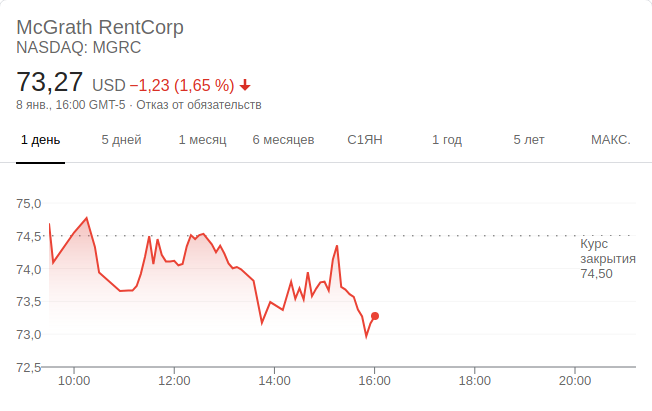 McGrath RentCorp
NASDAQ: MGRC
73,27 USD −1,23 (1,65 %)
8 янв., 16:00 GMT-5 · Отказ от обязательств
1 день 5 дней 1 месяц 6 месяцев С1ЯН 1 год 5 лет МАКС.
75,0
74,5
Курс
закрытия
74,50
74,0
73,5
73,0
72,5
10:00 12:00 14:00 16:00 18:00 20:00